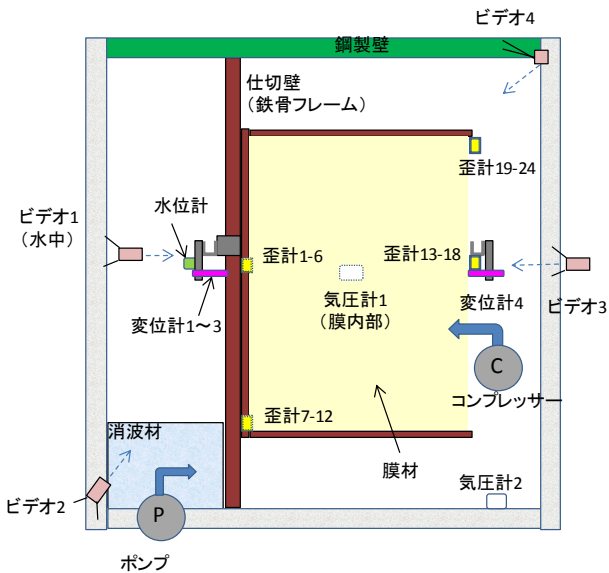 ビデオ4
鋼製壁
仕切壁
（鉄骨フレーム）
歪計19-24
ビデオ1
（水中）
水位計
歪計1-6
歪計13-18
変位計1～3
気圧計1
（膜内部）
変位計4
ビデオ3
C
コンプレッサー
消波材
歪計7-12
膜材
気圧計2
ビデオ2
P
ポンプ